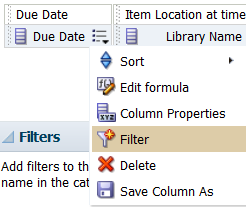 Due Date
Item Location at time
Due Date
Library Name
Sort
Edit formula
Column Properties
Filter
Delete
Save Column As
Filters
Add filters to th
name in the cat